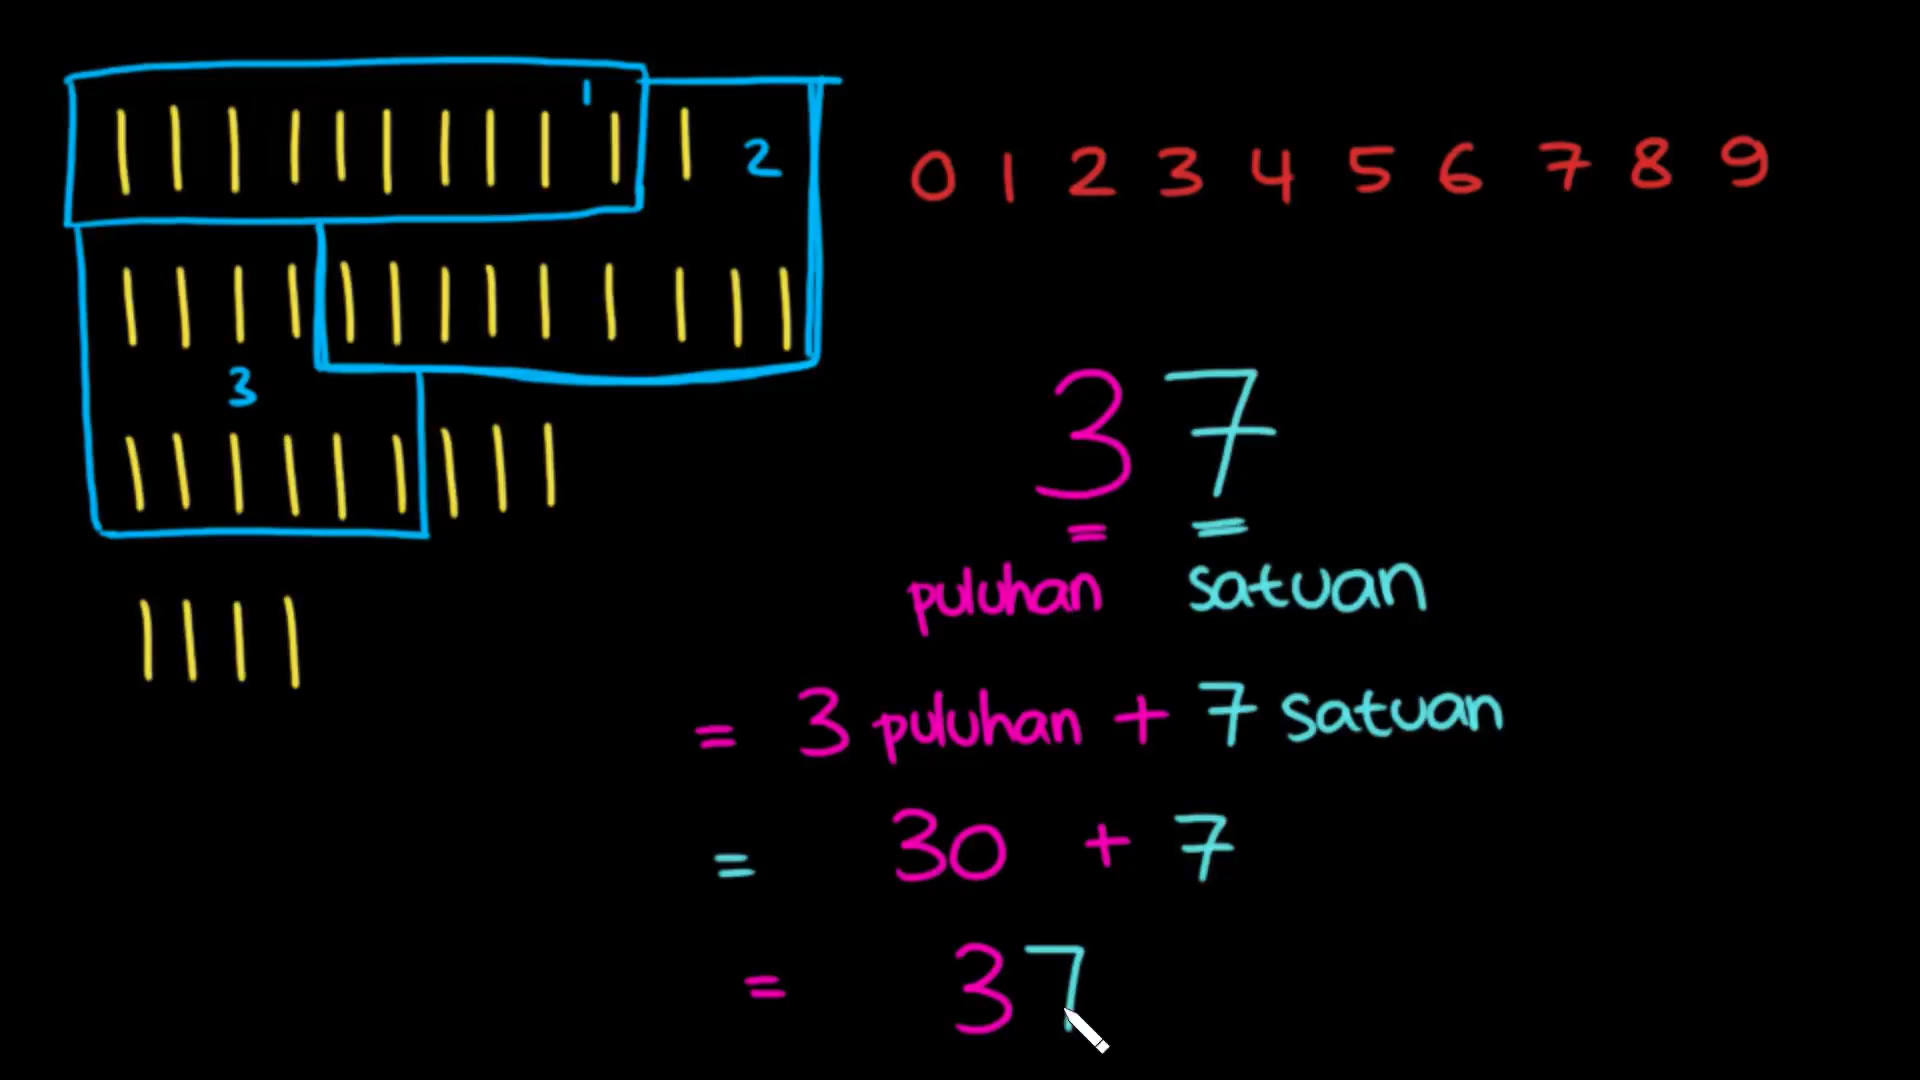 1
2
3
0 1 2 3 4 5 6 7 8 9
37
puluhan satuan
= 3 puluhan + 7 satuan
= 30 + 7
= 37